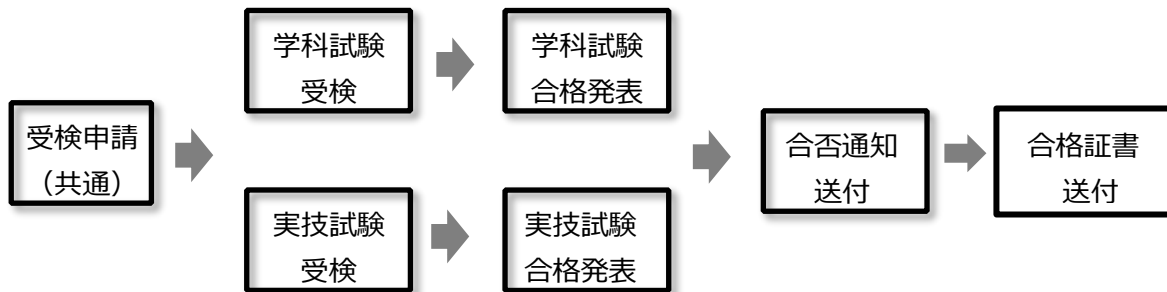 受検申請
（共通）
学科試験
受検
学科試験
合格発表
実技試験
受検
実技試験
合格発表
合否通知
送付
合格証書
送付